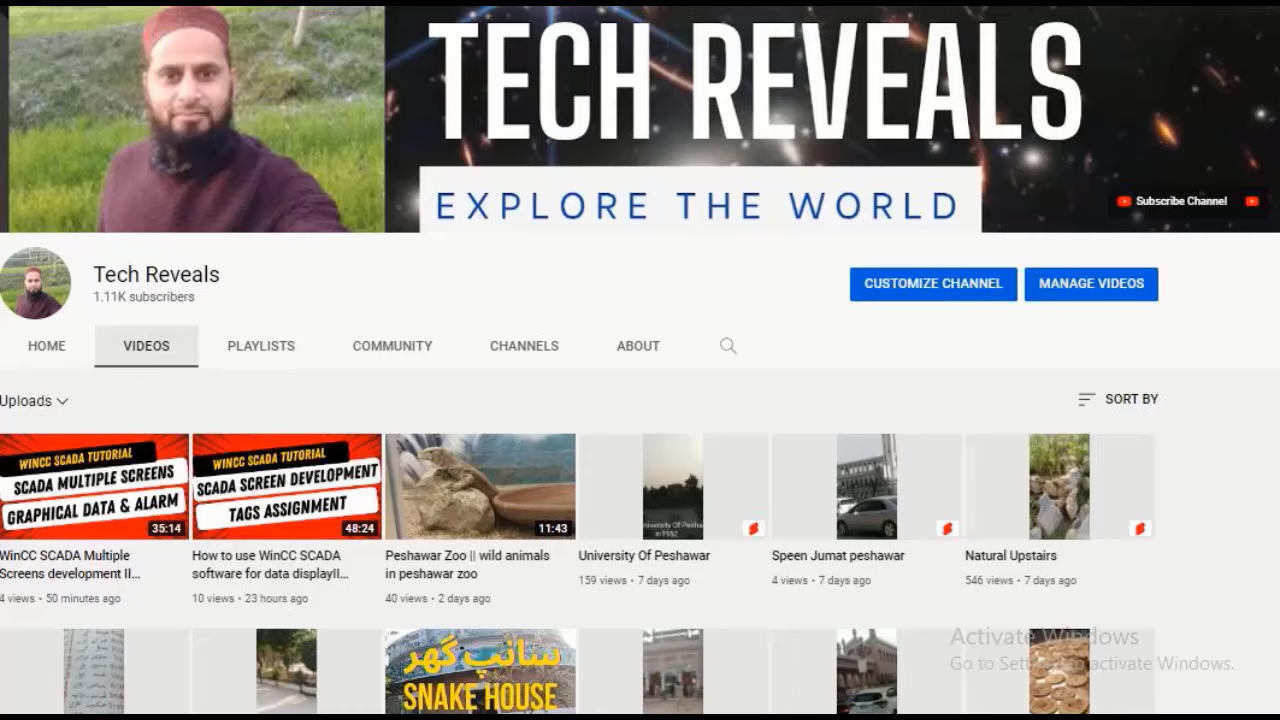 TECH REVEALS
EXPLORE THE WORLD
Subscribe Channel
Tech Reveals
1.11K subscribers
CUSTOMIZE CHANNEL
MANAGE VIDEOS
HOME
VIDEOS
PLAYLISTS
COMMUNITY
CHANNELS
ABOUT
Uploads
SORT BY
WINCC SCADA TUTORIAL
SCADA MULTIPLE SCREENS
GRAPHICAL DATA & ALARM
35:14
WINCC SCADA TUTORIAL
SCADA SCREEN DEVELOPMENT
TAGS ASSIGNMENT
48:24
11:43
University Of Pesha
in 1952
WinCC SCADA Multiple
Screens development II...
4 views • 50 minutes ago
How to use WinCC SCADA
software for data displayII...
10 views • 23 hours ago
Peshawar Zoo || wild animals
in peshawar zoo
40 views • 2 days ago
University Of Peshawar
159 views • 7 days ago
Speen Jumat peshawar
4 views • 7 days ago
Natural Upstairs
546 views • 7 days ago
سانپ گھر
SNAKE HOUSE
Activate Windows
Go to Settings to activate Windows.